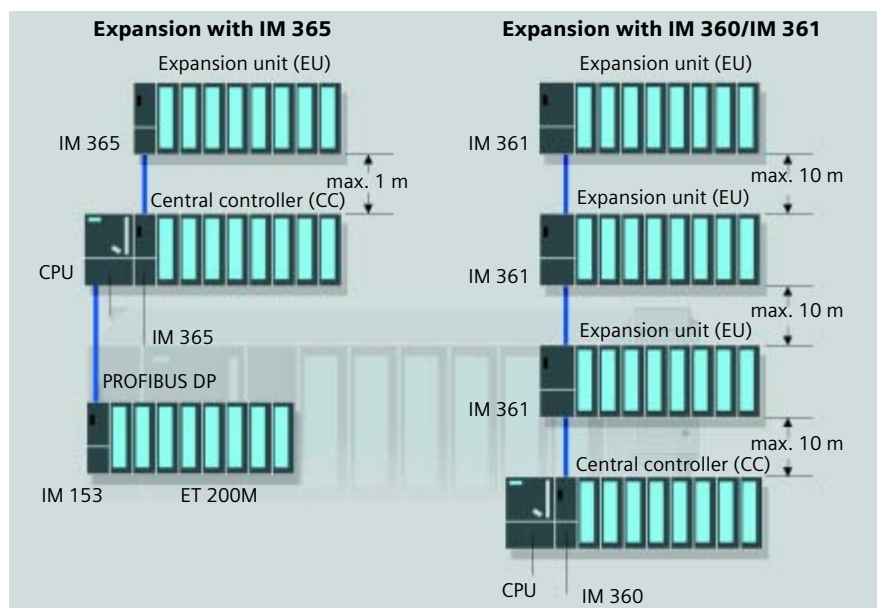 Expansion with IM 365
Expansion unit (EU)
IM 365
max. 1 m
Central controller (CC)
CPU
IM 365
PROFIBUS DP
IM 153
ET 200M
Expansion with IM 360/IM 361
Expansion unit (EU)
IM 361
max. 10 m
Expansion unit (EU)
IM 361
max. 10 m
Expansion unit (EU)
IM 361
max. 10 m
Central controller (CC)
CPU
IM 360